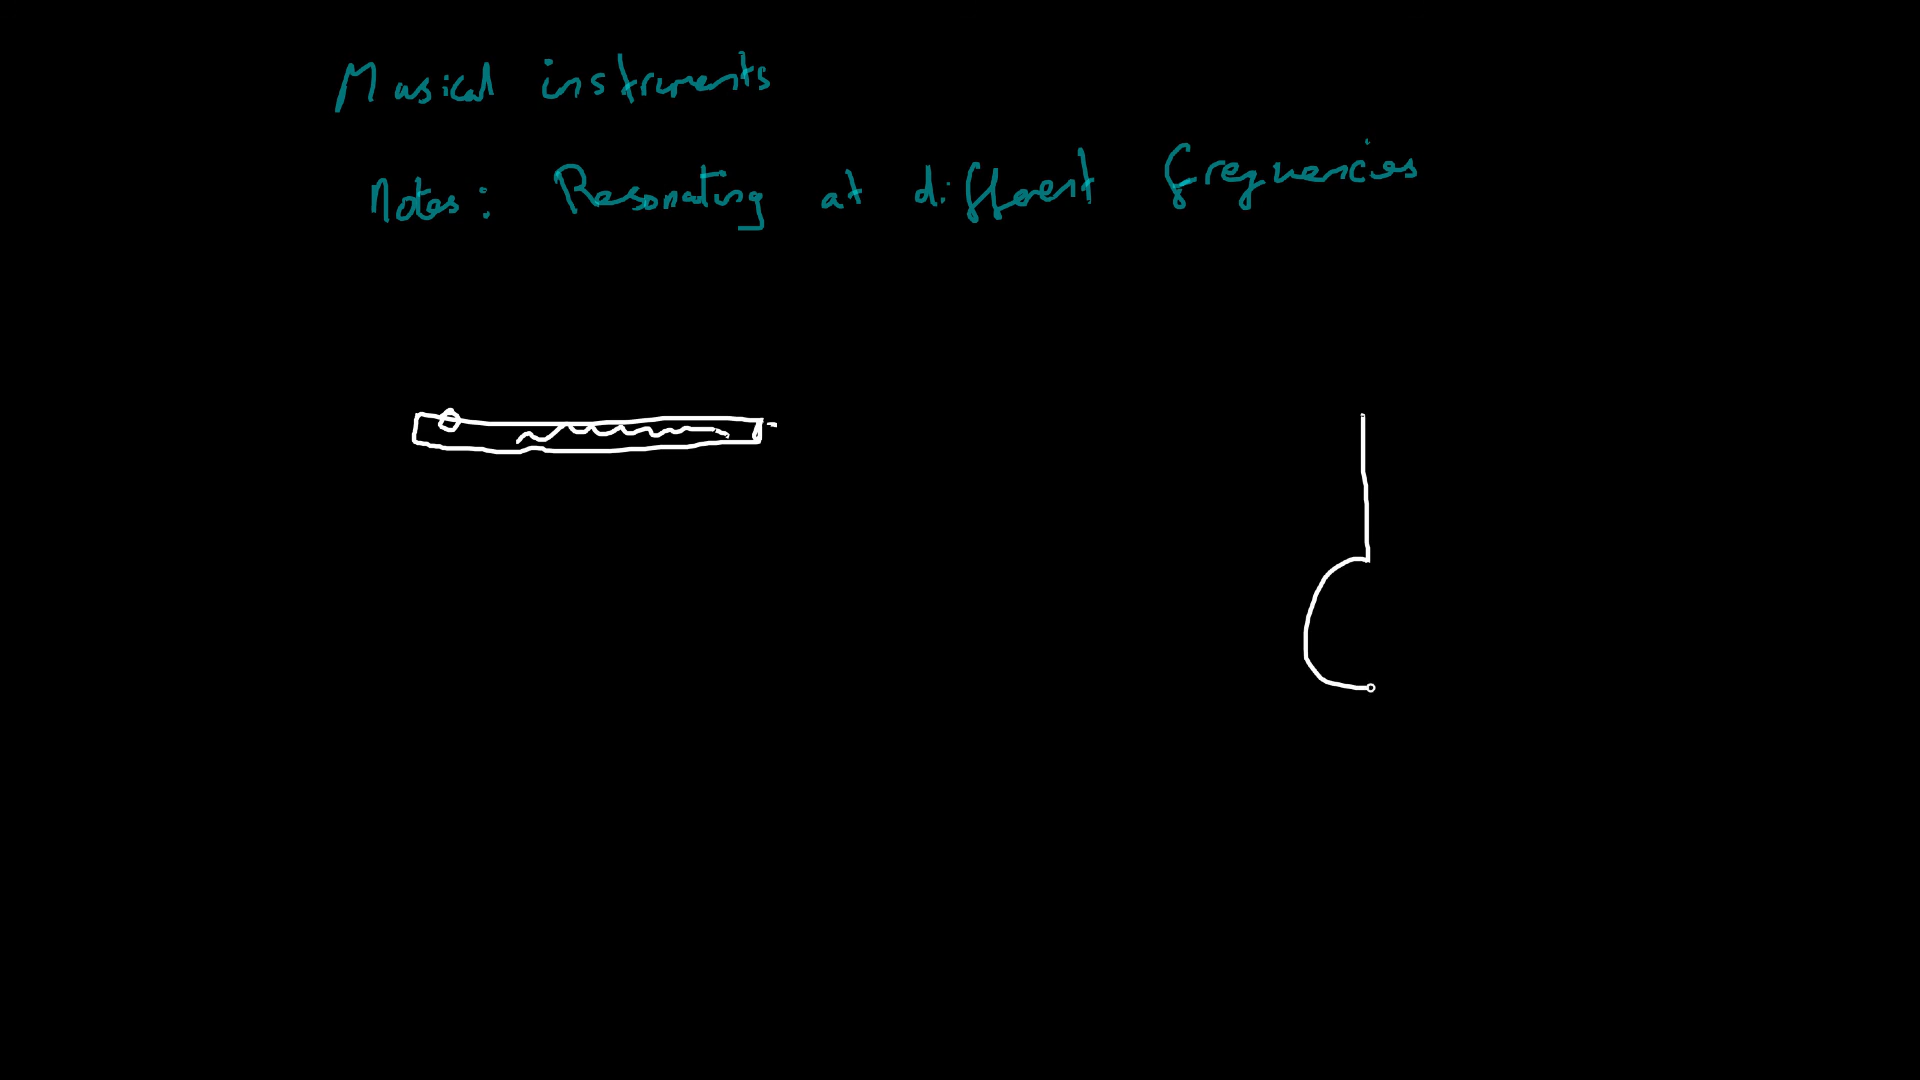 Musical instruments
Notes: Resonating at different frequencies